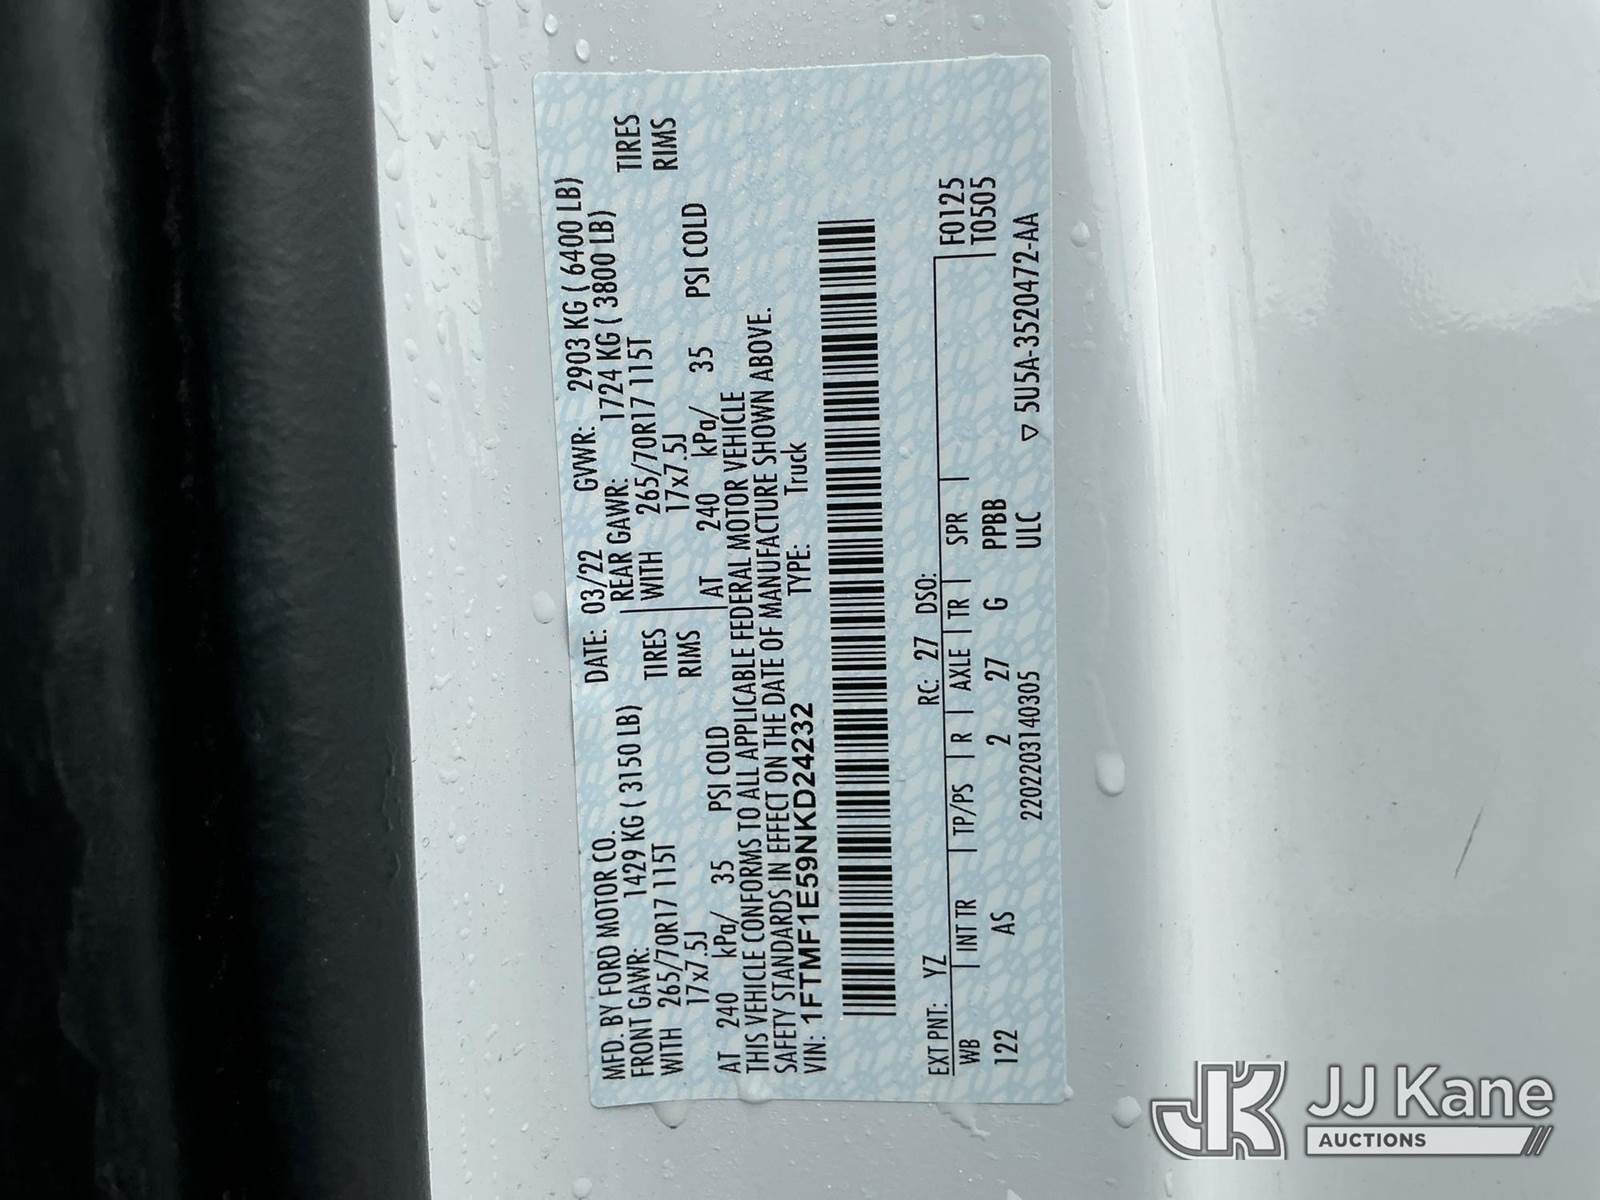 MFD. BY FORD MOTOR CO. DATE: 03/22 GVWR: 2903 KG ( 6400 LB)
FRONT GAWR: 1429 KG ( 3150 LB) REAR GAWR: 1724 KG ( 3800 LB)
WITH 265/70R17 115T TIRES WITH 265/70R17 115T TIRES
17x7.5J RIMS 17x7.5J RIMS
AT 240 kPa/ 35 PSI COLD AT 240 kPa/ 35 PSI COLD
THIS VEHICLE CONFORMS TO ALL APPLICABLE FEDERAL MOTOR VEHICLE
SAFETY STANDARDS IN EFFECT ON THE DATE OF MANUFACTURE SHOWN ABOVE.
VIN: 1FTMF1E59NKD24232 TYPE: Truck
EXT PNT: YZ RC: 27 DSO: F0125
WB INT TR TP/PS R AXLE TR SPR T0505
122 AS 2 27 G PPBB
2202203140305 ULC ▽ 5U5A-3520472-AA
JK
JJ Kane
AUCTIONS